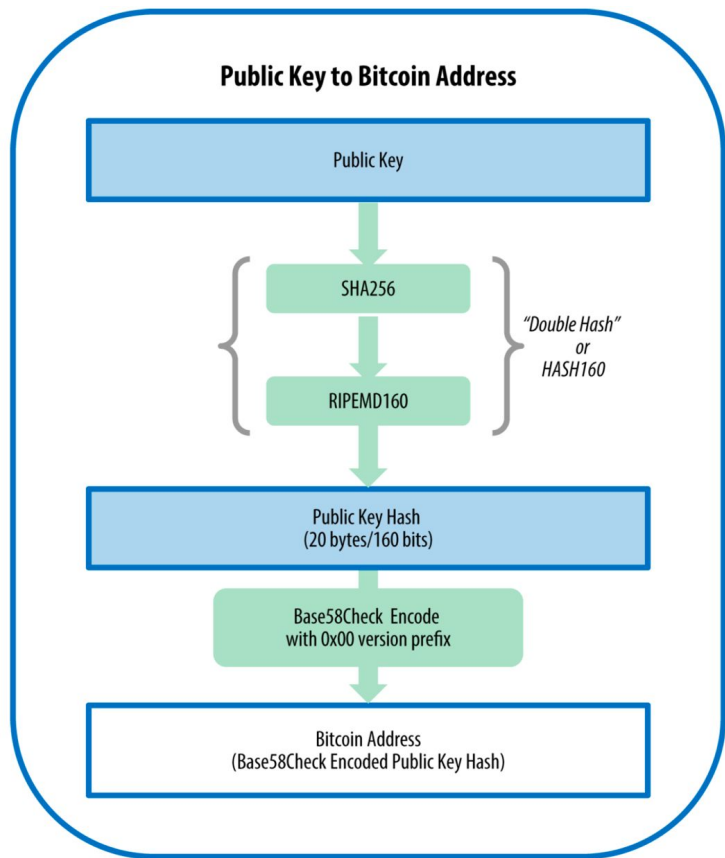 Public Key to Bitcoin Address
Public Key
SHA256
“Double Hash”
or
HASH160
RIPEMD160
Public Key Hash
(20 bytes/160 bits)
Base58Check Encode
with 0x00 version prefix
Bitcoin Address
(Base58Check Encoded Public Key Hash)